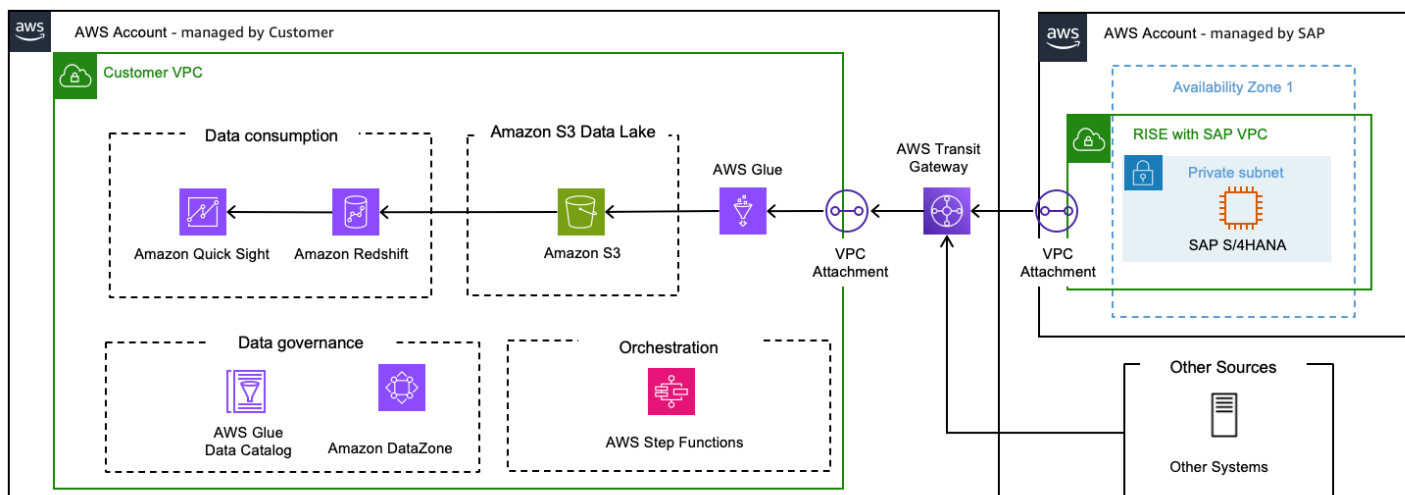 aws
AWS Account - managed by Customer
Customer VPC
Data consumption
Amazon Quick Sight
Amazon Redshift
Amazon S3 Data Lake
Amazon S3
AWS Glue
VPC
Attachment
AWS Transit
Gateway
VPC
Attachment
aws
AWS Account - managed by SAP
Availability Zone 1
RISE with SAP VPC
Private subnet
SAP S/4HANA
Data governance
AWS Glue
Data Catalog
Amazon DataZone
Orchestration
AWS Step Functions
Other Sources
Other Systems